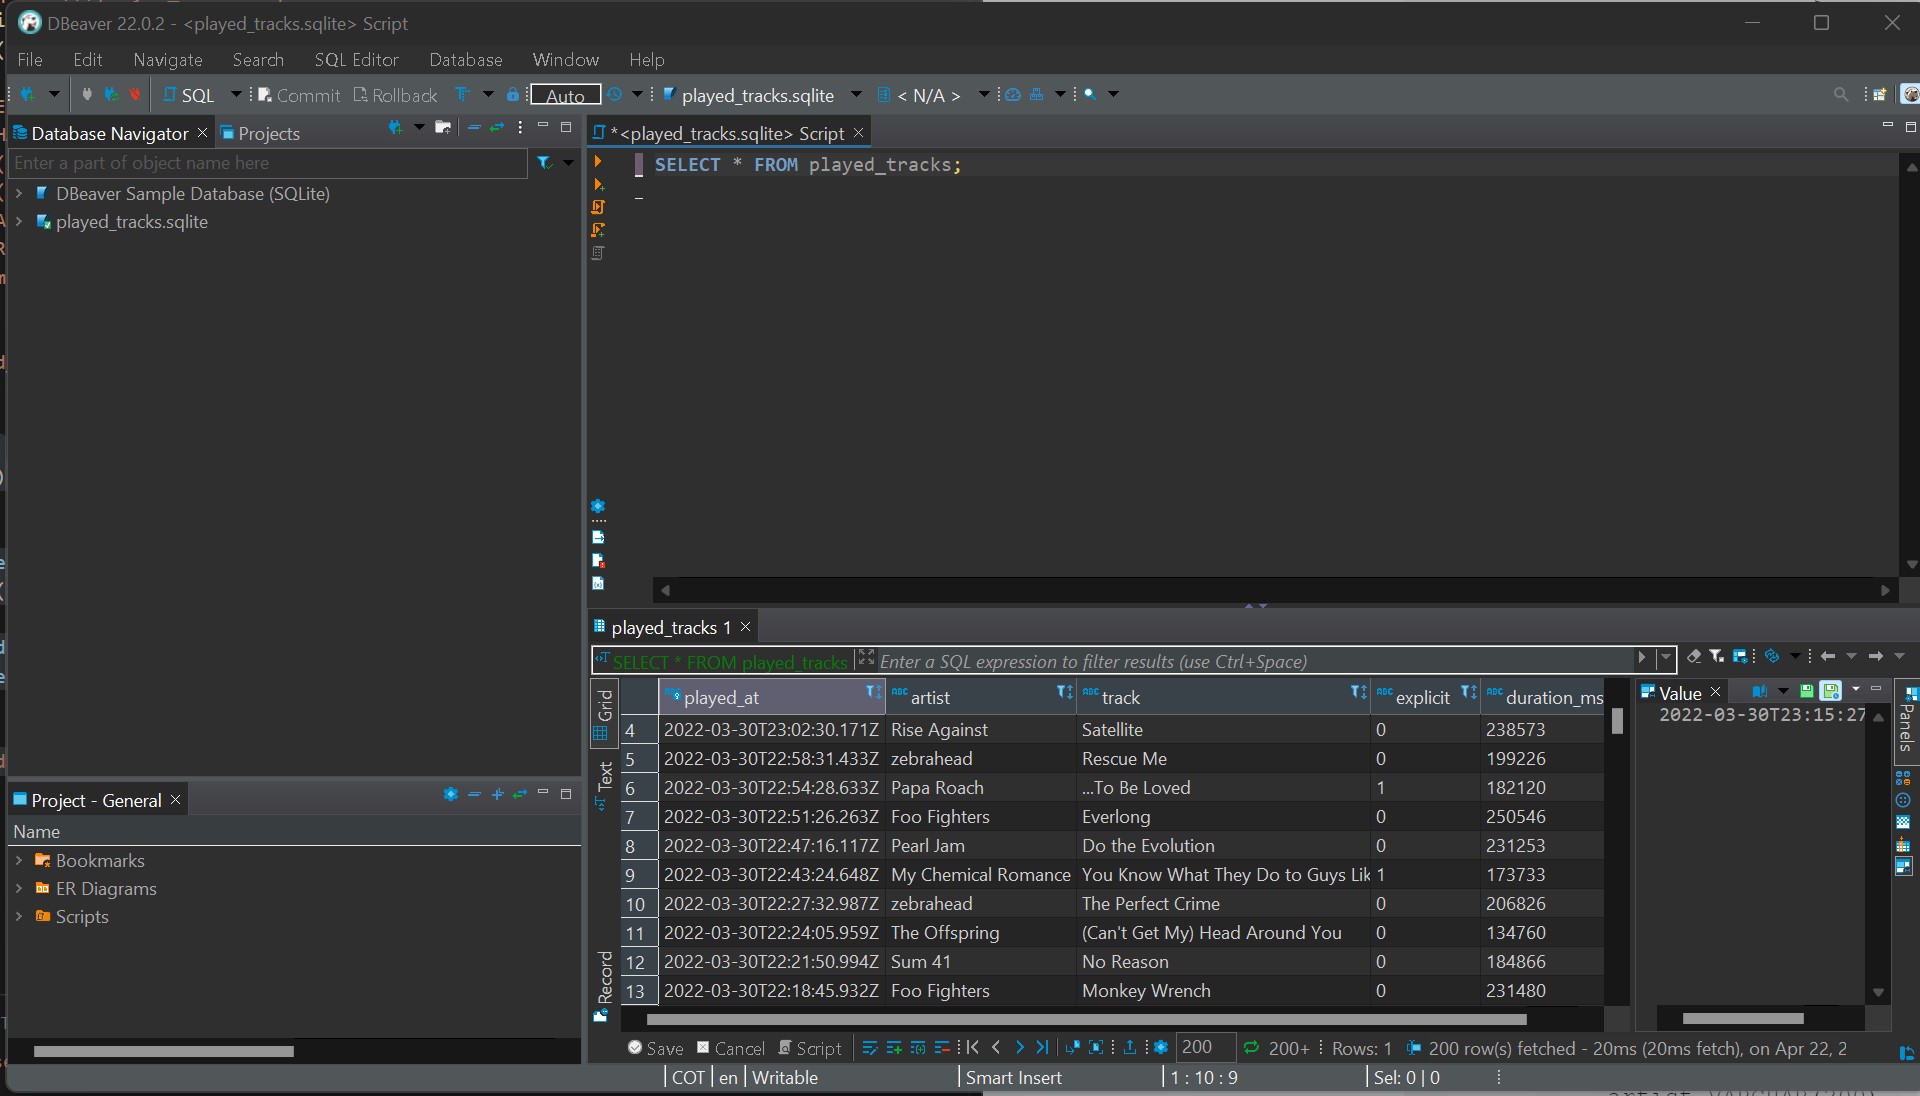 DBeaver 22.0.2 - <played_tracks.sqlite> Script
File Edit Navigate Search SQL Editor Database Window Help
SQL Commit Rollback Auto played_tracks.sqlite < N/A >
Database Navigator Projects
Enter a part of object name here
DBeaver Sample Database (SQLite)
played_tracks.sqlite
*<played_tracks.sqlite> Script
SELECT * FROM played_tracks;
Project - General
Name
Bookmarks
ER Diagrams
Scripts
played_tracks 1
SELECT * FROM played_tracks Enter a SQL expression to filter results (use Ctrl+Space)
Grid
Text
Record
played_at artist track explicit duration_ms
4 2022-03-30T23:02:30.171Z Rise Against Satellite 0 238573
5 2022-03-30T22:58:31.433Z zebrahead Rescue Me 0 199226
6 2022-03-30T22:54:28.633Z Papa Roach ...To Be Loved 1 182120
7 2022-03-30T22:51:26.263Z Foo Fighters Everlong 0 250546
8 2022-03-30T22:47:16.117Z Pearl Jam Do the Evolution 0 231253
9 2022-03-30T22:43:24.648Z My Chemical Romance You Know What They Do to Guys Lik 1 173733
10 2022-03-30T22:27:32.987Z zebrahead The Perfect Crime 0 206826
11 2022-03-30T22:24:05.959Z The Offspring (Can't Get My) Head Around You 0 134760
12 2022-03-30T22:21:50.994Z Sum 41 No Reason 0 184866
13 2022-03-30T22:18:45.932Z Foo Fighters Monkey Wrench 0 231480
Value
2022-03-30T23:15:27
Panels
Save Cancel Script 200 200+ Rows: 1 200 row(s) fetched - 20ms (20ms fetch), on Apr 22, 2
COT en Writable Smart Insert 1 : 10 : 9 Sel: 0 | 0